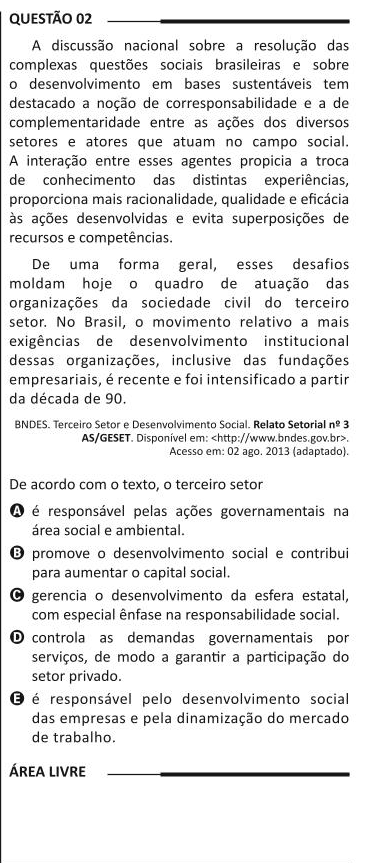 QUESTÃO 02
A discussão nacional sobre a resolução das
complexas questões sociais brasileiras e sobre
o desenvolvimento em bases sustentáveis tem
destacado a noção de corresponsabilidade e a de
complementaridade entre as ações dos diversos
setores e atores que atuam no campo social.
A interação entre esses agentes propicia a troca
de conhecimento das distintas experiências,
proporciona mais racionalidade, qualidade e eficácia
às ações desenvolvidas e evita superposições de
recursos e competências.
De uma forma geral, esses desafios
moldam hoje o quadro de atuação das
organizações da sociedade civil do terceiro
setor. No Brasil, o movimento relativo a mais
exigências de desenvolvimento institucional
dessas organizações, inclusive das fundações
empresariais, é recente e foi intensificado a partir
da década de 90.
BNDES. Terceiro Setor e Desenvolvimento Social. Relato Setorial nº 3
AS/GESET. Disponível em: <http://www.bndes.gov.br>.
Acesso em: 02 ago. 2013 (adaptado).
De acordo com o texto, o terceiro setor
A é responsável pelas ações governamentais na
área social e ambiental.
B promove o desenvolvimento social e contribui
para aumentar o capital social.
C gerencia o desenvolvimento da esfera estatal,
com especial ênfase na responsabilidade social.
D controla as demandas governamentais por
serviços, de modo a garantir a participação do
setor privado.
E é responsável pelo desenvolvimento social
das empresas e pela dinamização do mercado
de trabalho.
ÁREA LIVRE